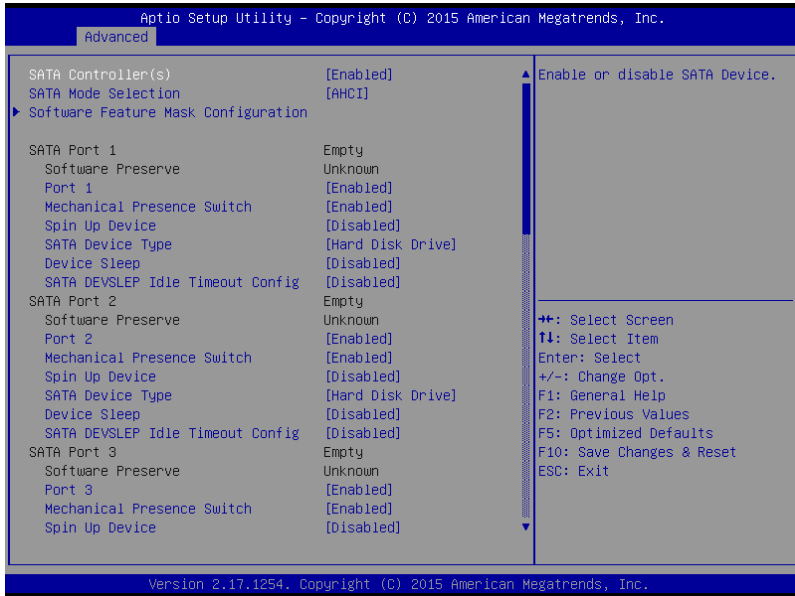 Aptio Setup Utility – Copyright (C) 2015 American Megatrends, Inc.
Advanced
SATA Controller(s) [Enabled]
SATA Mode Selection [AHCI]
Software Feature Mask Configuration
SATA Port 1 Empty
Software Preserve Unknown
Port 1 [Enabled]
Mechanical Presence Switch [Enabled]
Spin Up Device [Disabled]
SATA Device Type [Hard Disk Drive]
Device Sleep [Disabled]
SATA DEVSLEP Idle Timeout Config [Disabled]
SATA Port 2 Empty
Software Preserve Unknown
Port 2 [Enabled]
Mechanical Presence Switch [Enabled]
Spin Up Device [Disabled]
SATA Device Type [Hard Disk Drive]
Device Sleep [Disabled]
SATA DEVSLEP Idle Timeout Config [Disabled]
SATA Port 3 Empty
Software Preserve Unknown
Port 3 [Enabled]
Mechanical Presence Switch [Enabled]
Spin Up Device [Disabled]
Enable or disable SATA Device.
→←: Select Screen
↑↓: Select Item
Enter: Select
+/-: Change Opt.
F1: General Help
F2: Previous Values
F5: Optimized Defaults
F10: Save Changes & Reset
ESC: Exit
Version 2.17.1254. Copyright (C) 2015 American Megatrends, Inc.